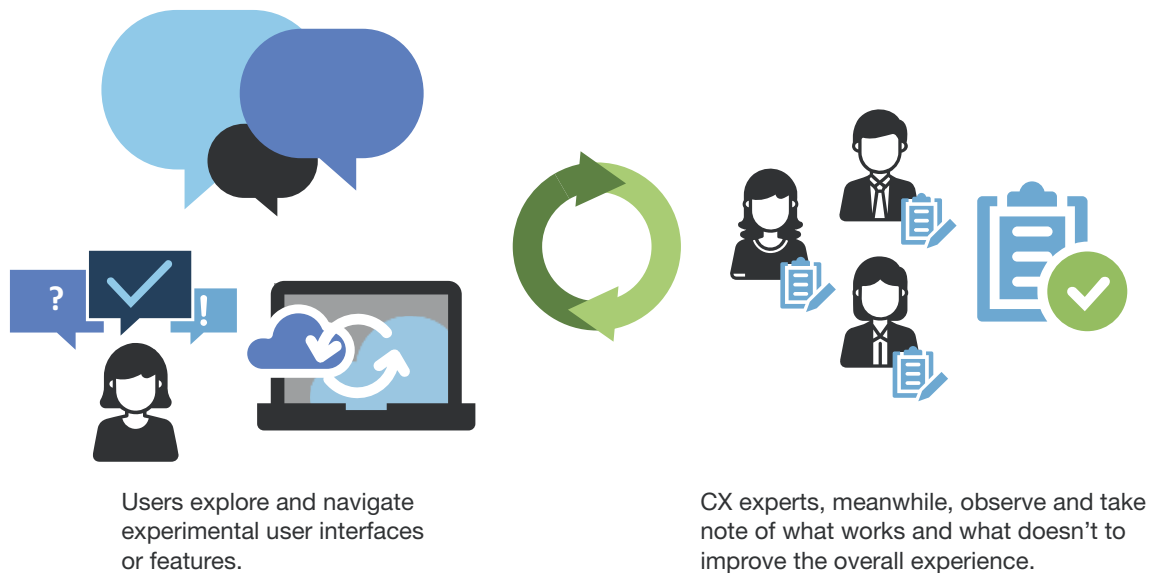 ?
!
Users explore and navigate
experimental user interfaces
or features.
CX experts, meanwhile, observe and take
note of what works and what doesn't to
improve the overall experience.